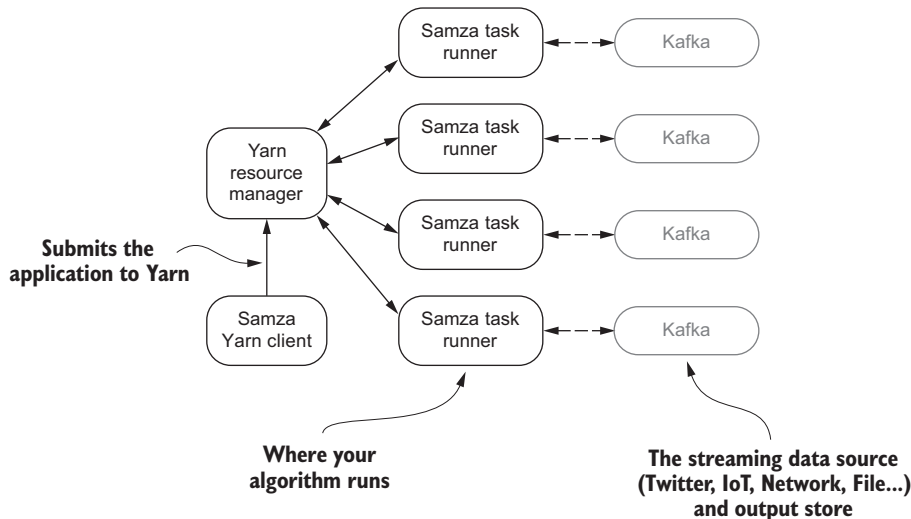 Samza task
runner
Kafka
Samza task
runner
Kafka
Yarn
resource
manager
Samza task
runner
Kafka
Submits the
application to Yarn
Samza
Yarn client
Samza task
runner
Kafka
Where your
algorithm runs
The streaming data source
(Twitter, IoT, Network, File...)
and output store